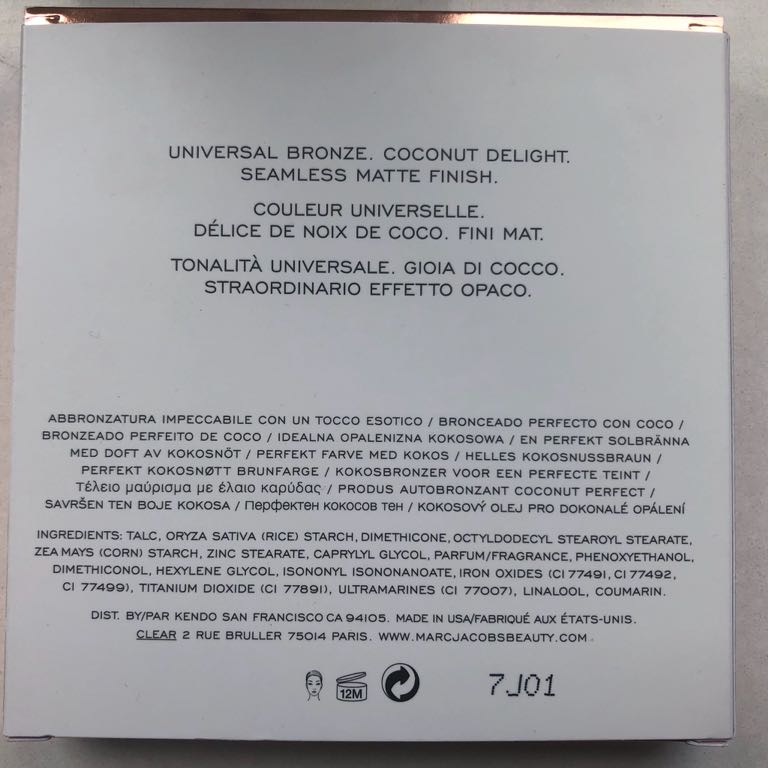 UNIVERSAL BRONZE. COCONUT DELIGHT.
SEAMLESS MATTE FINISH.
COULEUR UNIVERSELLE.
DÉLICE DE NOIX DE COCO. FINI MAT.
TONALITÀ UNIVERSALE. GIOIA DI COCCO.
STRAORDINARIO EFFETTO OPACO.
ABBRONZATURA IMPECCABILE CON UN TOCCO ESOTICO / BRONCEADO PERFECTO CON COCO /
BRONZEADO PERFEITO DE COCO / IDEALNA OPALENIZNA KOKOSOWA / EN PERFEKT SOLBRÄNNA
MED DOFT AV KOKOSNÖT / PERFEKT FARVE MED KOKOS / HELLES KOKOSNUSSBRAUN /
PERFEKT KOKOSNØTT BRUNFARGE / KOKOSBRONZER VOOR EEN PERFECTE TEINT /
Τέλειο μαύρισμα με έλαιο καρύδας / PRODUS AUTOBRONZANT COCONUT PERFECT /
SAVRŠEN TEN BOJE KOKOSA / Перфектен кокосов тен / KOKOSOVÝ OLEJ PRO DOKONALÉ OPÁLENÍ
INGREDIENTS: TALC, ORYZA SATIVA (RICE) STARCH, DIMETHICONE, OCTYLDODECYL STEAROYL STEARATE,
ZEA MAYS (CORN) STARCH, ZINC STEARATE, CAPRYLYL GLYCOL, PARFUM/FRAGRANCE, PHENOXYETHANOL,
DIMETHICONOL, HEXYLENE GLYCOL, ISONONYL ISONONANOATE, IRON OXIDES (CI 77491, CI 77492,
CI 77499), TITANIUM DIOXIDE (CI 77891), ULTRAMARINES (CI 77007), LINALOOL, COUMARIN.
DIST. BY/PAR KENDO SAN FRANCISCO CA 94105. MADE IN USA/FABRIQUÉ AUX ÉTATS-UNIS.
CLEAR 2 RUE BRULLER 75014 PARIS. WWW.MARCJACOBSBEAUTY.COM
12M 7J01